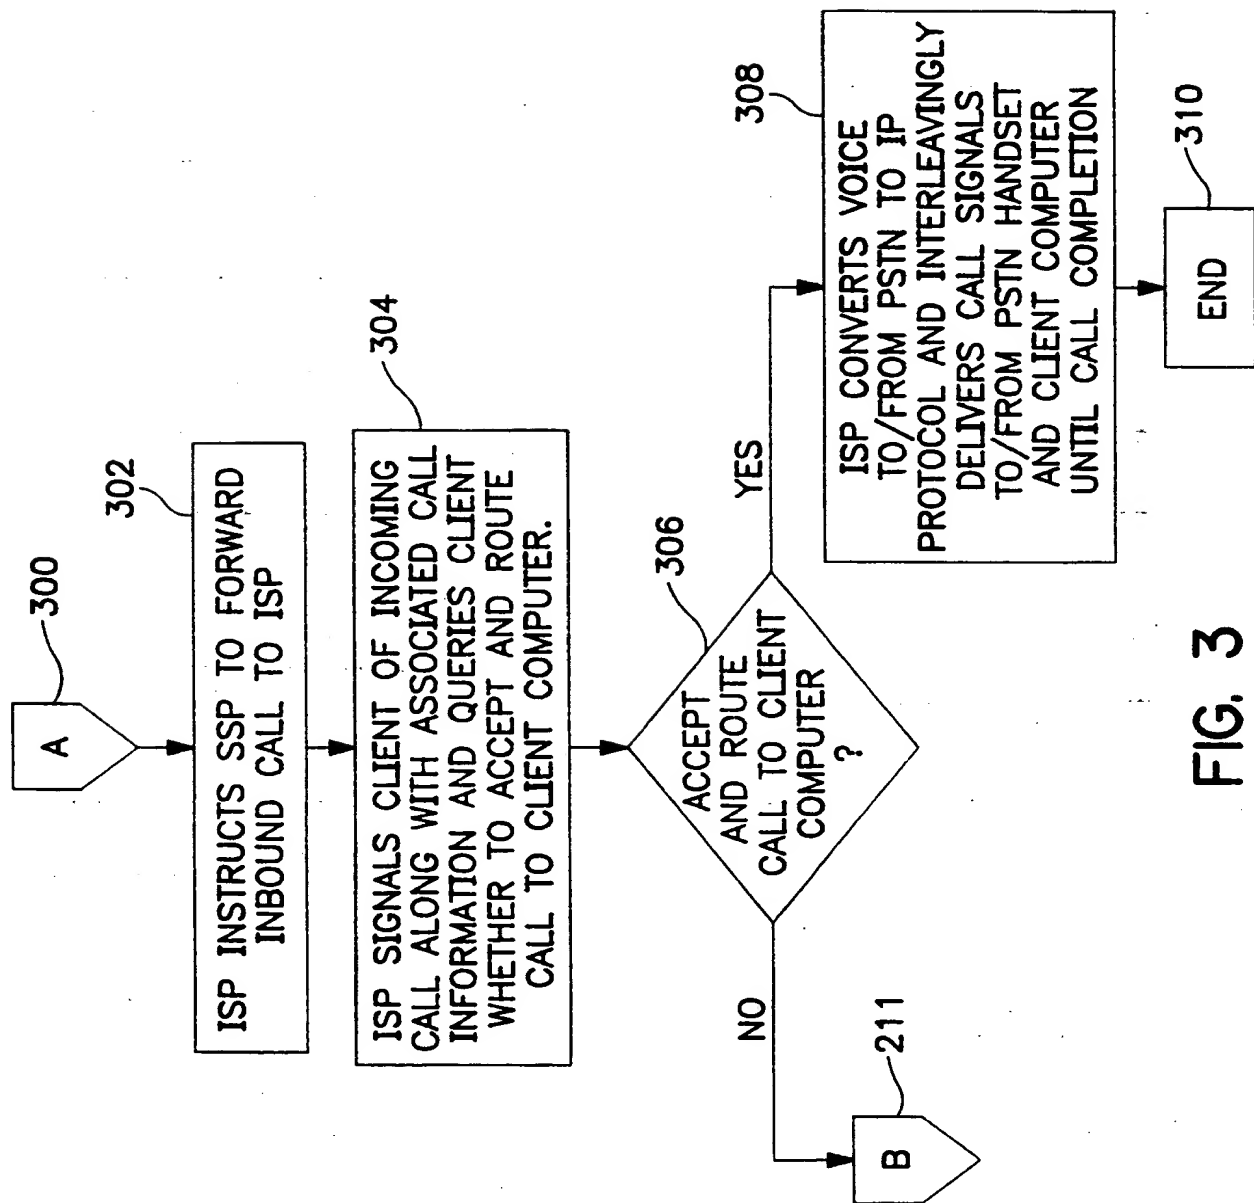 A
300
302
ISP INSTRUCTS SSP TO FORWARD
INBOUND CALL TO ISP
304
ISP SIGNALS CLIENT OF INCOMING
CALL ALONG WITH ASSOCIATED CALL
INFORMATION AND QUERIES CLIENT
WHETHER TO ACCEPT AND ROUTE
CALL TO CLIENT COMPUTER.
306
ACCEPT
AND ROUTE
CALL TO CLIENT
COMPUTER
?
NO
YES
B
211
308
ISP CONVERTS VOICE
TO/FROM PSTN TO IP
PROTOCOL AND INTERLEAVINGLY
DELIVERS CALL SIGNALS
TO/FROM PSTN HANDSET
AND CLIENT COMPUTER
UNTIL CALL COMPLETION
END
310
FIG. 3